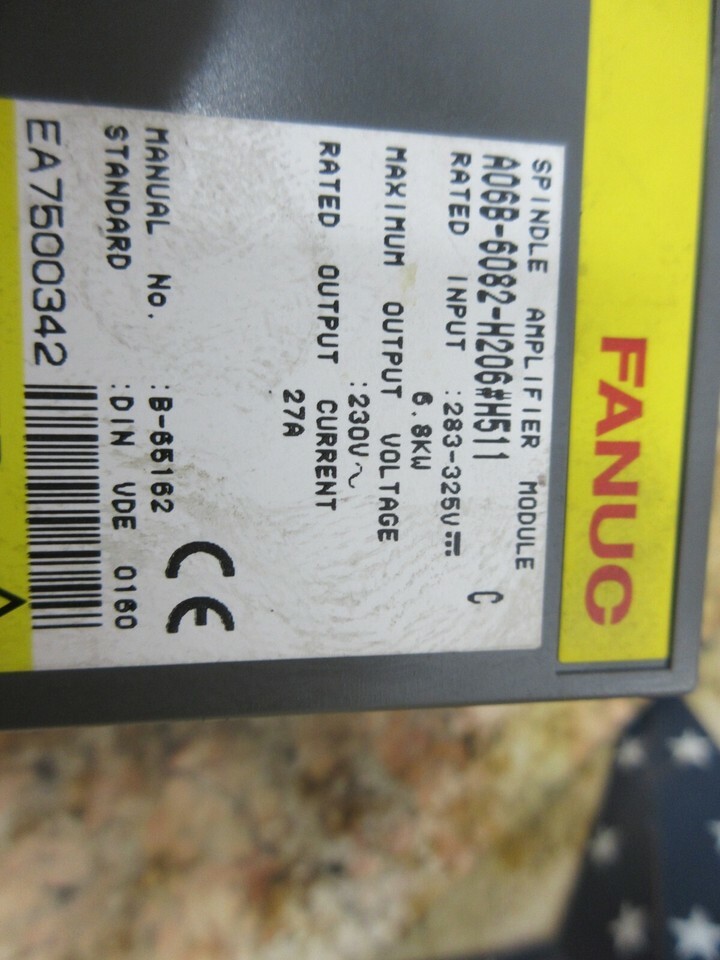 FANUC
SPINDLE AMPLIFIER MODULE
A06B-6082-H206#H511 C
RATED INPUT :283-325V⎓
6.8KW
MAXIMUM OUTPUT VOLTAGE
:230V~
RATED OUTPUT CURRENT
27A
CE
MANUAL No. :B-65162
STANDARD :DIN VDE 0160
EA7500342